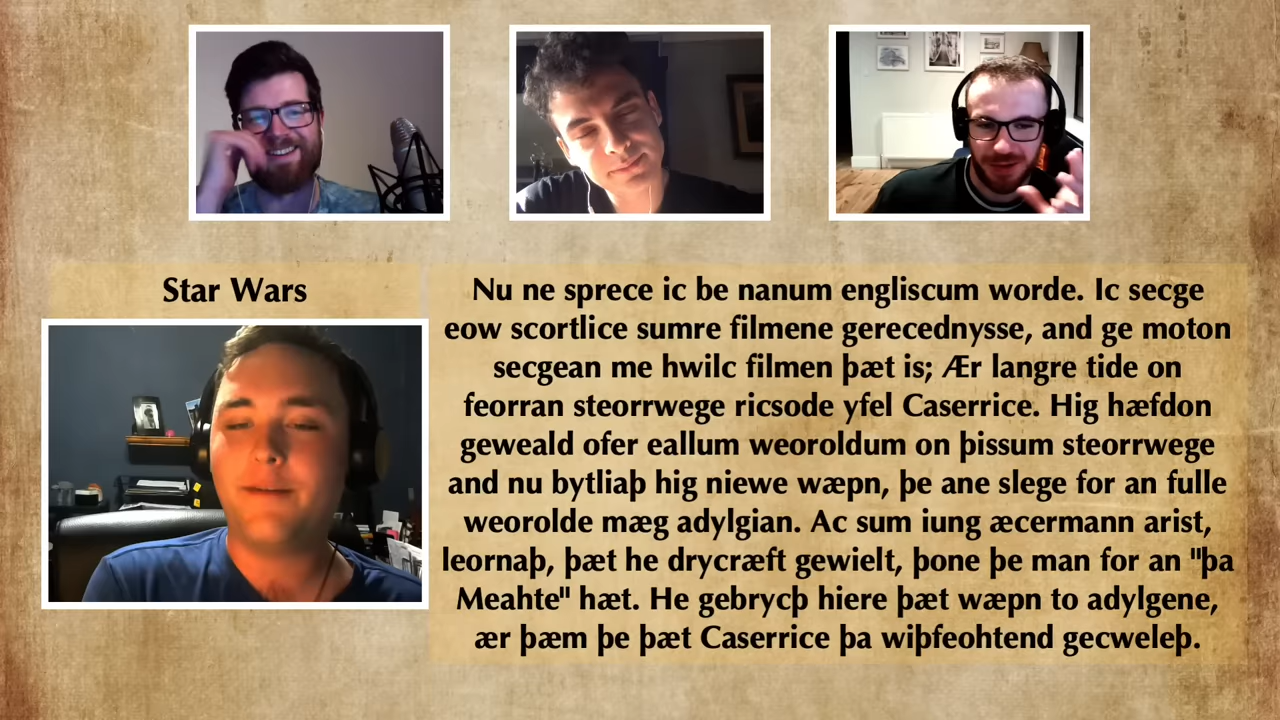 Star Wars
Nu ne sprece ic be nanum engliscum worde. Ic secge
eow scortlice sumre filmene gerecednysse, and ge moton
secgean me hwilc filmen þæt is; Ær langre tide on
feorran steorrwege ricsode yfel Caserrice. Hig hæfdon
geweald ofer eallum weoroldum on þissum steorrwege
and nu bytliaþ hig niewe wæpn, þe ane slege for an fulle
weorolde mæg adylgian. Ac sum iung æcermann arist,
leornaþ, þæt he drycræft gewielt, þone þe man for an "þa
Meahte" hæt. He gebrycþ hiere þæt wæpn to adylgene,
ær þæm þe þæt Caserrice þa wiþfeohtend gecweleþ.